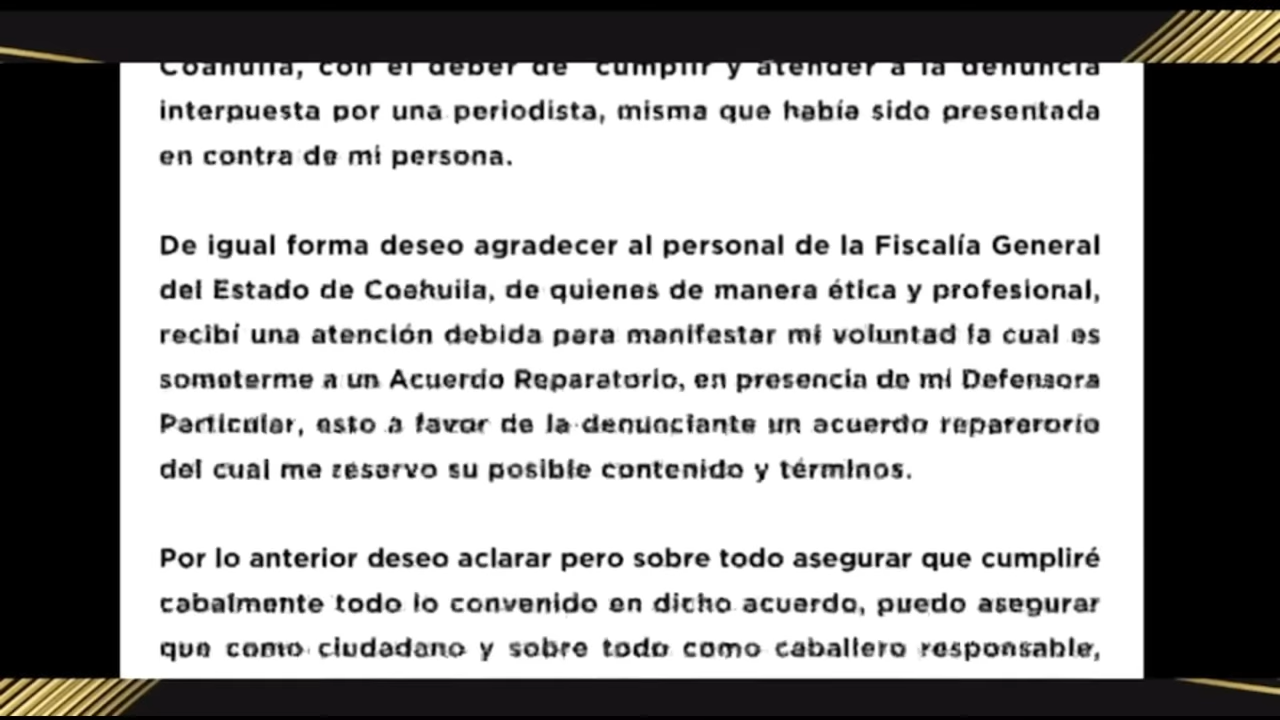 Coahuila, con el deber de "cumplir y atender a la denuncia
interpuesta por una periodista, misma que había sido presentada
en contra de mi persona.
De igual forma deseo agradecer al personal de la Fiscalía General
del Estado de Coahuila, de quienes de manera ética y profesional,
recibí una atención debida para manifestar mi voluntad la cual es
someterme a un Acuerdo Reparatorio, en presencia de mi Defensora
Particular, esto a favor de la denunciante un acuerdo
del cual me reservo su posible contenido y términos.
Por lo anterior deseo aclarar pero sobre todo asegurar que cumpliré
cabalmente todo lo convenido en dicho acuerdo, puedo asegurar
que como ciudadano y sobre todo como caballero responsable,